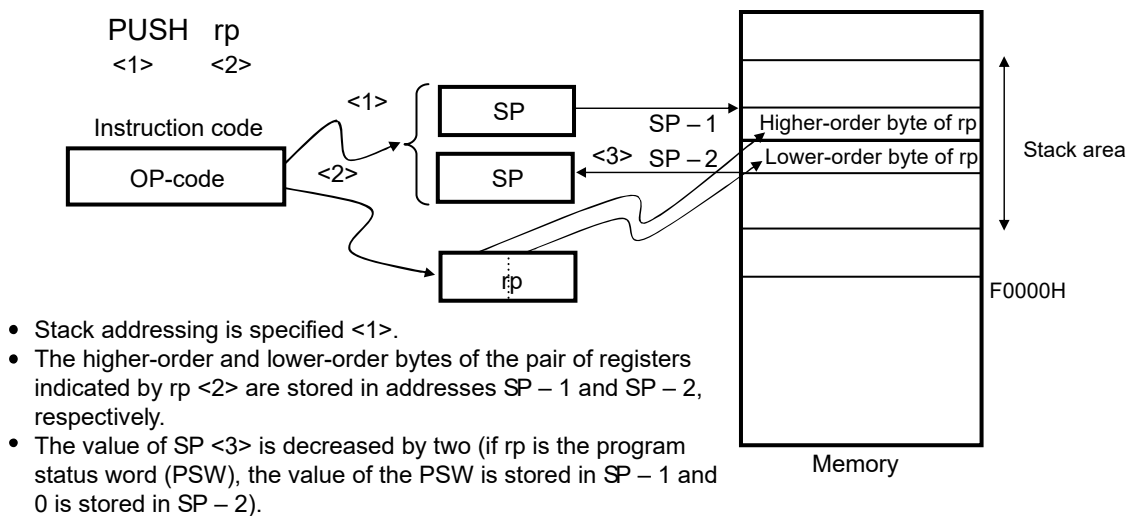 PUSH rp
<1> <2>
Instruction code
OP-code
<1>
<2>
SP
SP
rp
SP – 1
<3> SP – 2
Higher-order byte of rp
Lower-order byte of rp
Stack area
F0000H
Memory
• Stack addressing is specified <1>.
• The higher-order and lower-order bytes of the pair of registers
indicated by rp <2> are stored in addresses SP – 1 and SP – 2,
respectively.
• The value of SP <3> is decreased by two (if rp is the program
status word (PSW), the value of the PSW is stored in SP – 1 and
0 is stored in SP – 2).